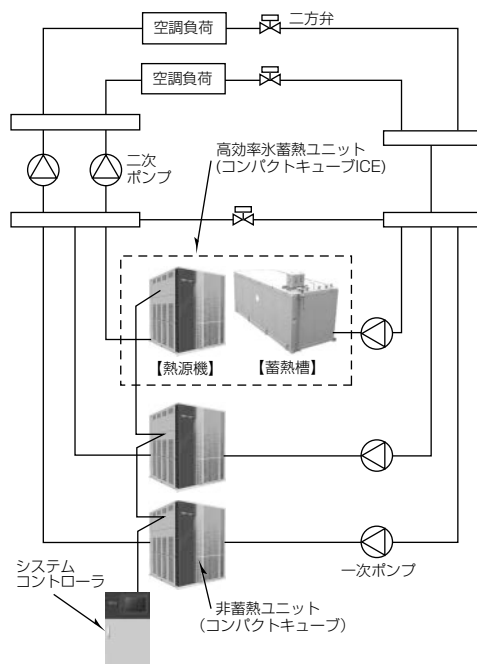 二方弁
空調負荷
空調負荷
二次
ポンプ
高効率氷蓄熱ユニット
(コンパクトキューブICE)
【熱源機】
【蓄熱槽】
システム
コントローラ
一次ポンプ
非蓄熱ユニット
(コンパクトキューブ)